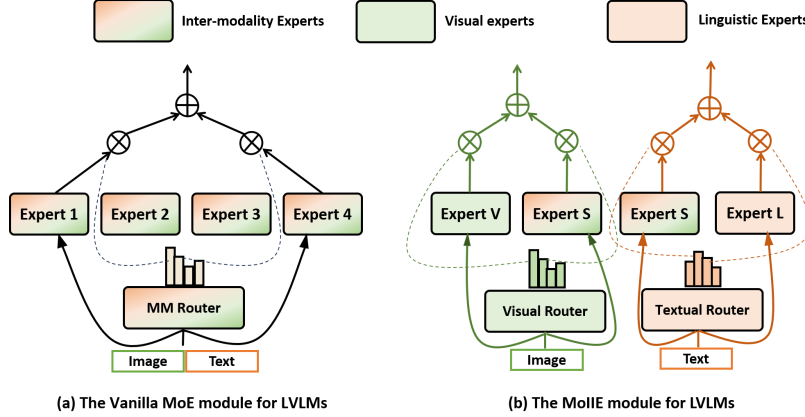 Inter-modality Experts
Visual experts
Linguistic Experts
Expert 1
Expert 2
Expert 3
Expert 4
MM Router
Image
Text
(a) The Vanilla MoE module for LVLMs
Expert V
Expert S
Expert S
Expert L
Visual Router
Textual Router
Image
Text
(b) The MoIIE module for LVLMs